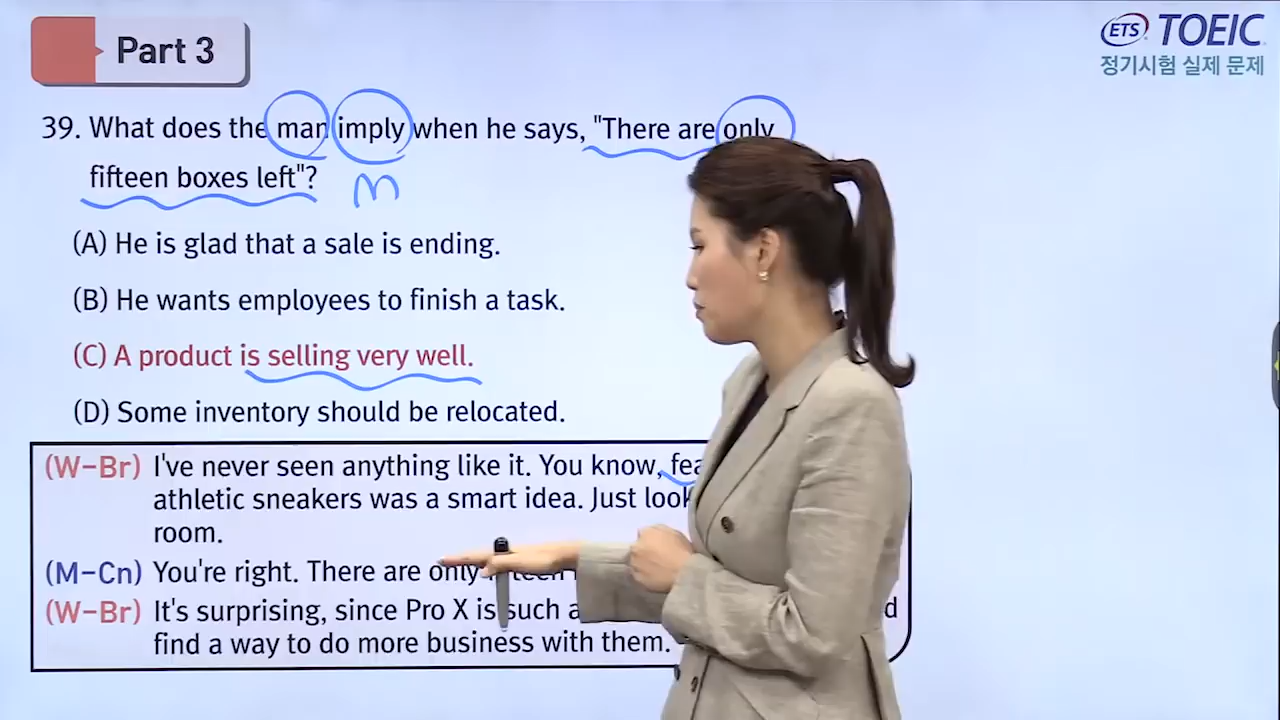 Part 3
ETS TOEIC
정기시험 실제 문제
39. What does the man imply when he says, "There are only
fifteen boxes left"?
M
(A) He is glad that a sale is ending.
(B) He wants employees to finish a task.
(C) A product is selling very well.
(D) Some inventory should be relocated.
(W-Br) I've never seen anything like it. You know,
athletic sneakers was a smart idea. Just look
room.
(M-Cn) You're right. There are only
(W-Br) It's surprising, since Pro X is such a
find a way to do more business with them.